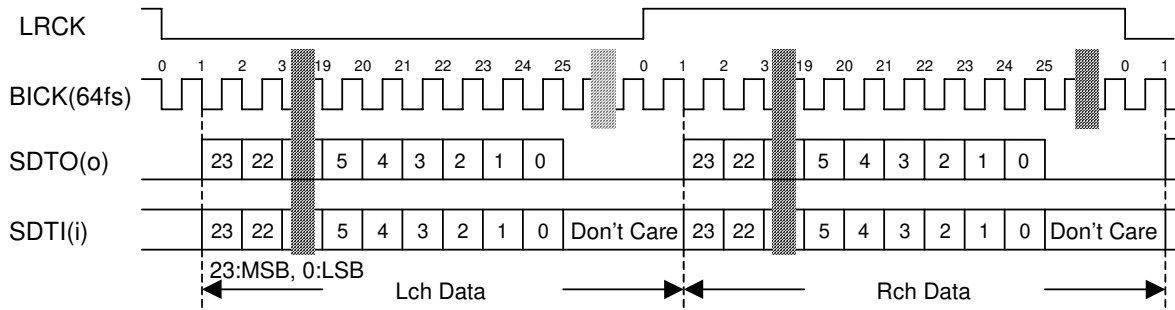 LRCK
0 1 2 3 19 20 21 22 23 24 25 0 1 2 3 19 20 21 22 23 24 25 0 1
BICK(64fs)
SDTO(o) 23 22 5 4 3 2 1 0 23 22 5 4 3 2 1 0
SDTI(i) 23 22 5 4 3 2 1 0 Don't Care 23 22 5 4 3 2 1 0 Don't Care
23:MSB, 0:LSB
Lch Data Rch Data